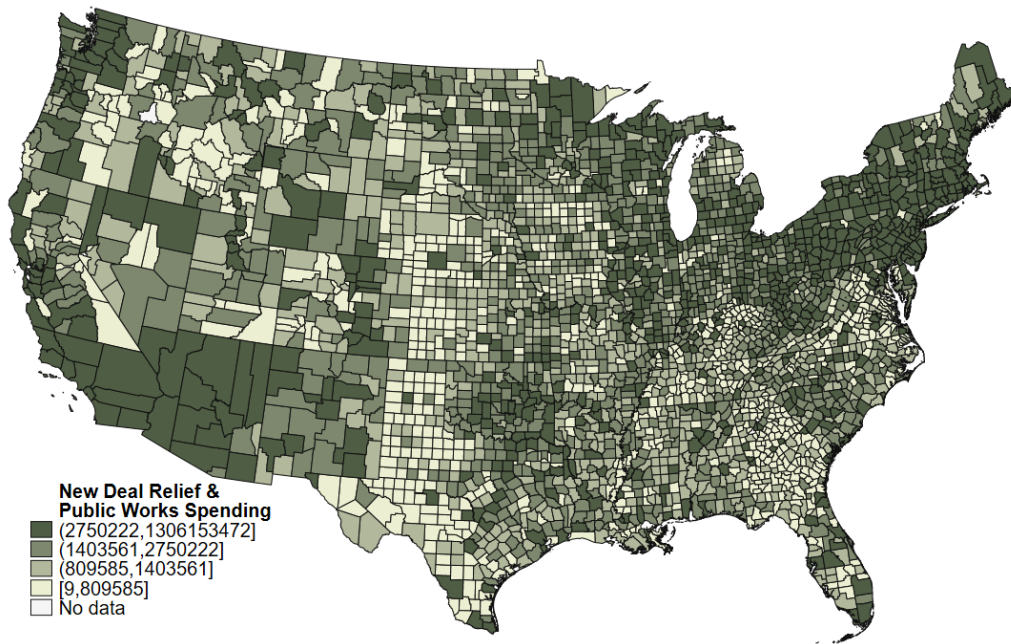 New Deal Relief &
Public Works Spending
(2750222,1306153472]
(1403561,2750222]
(809585,1403561]
[9,809585]
No data